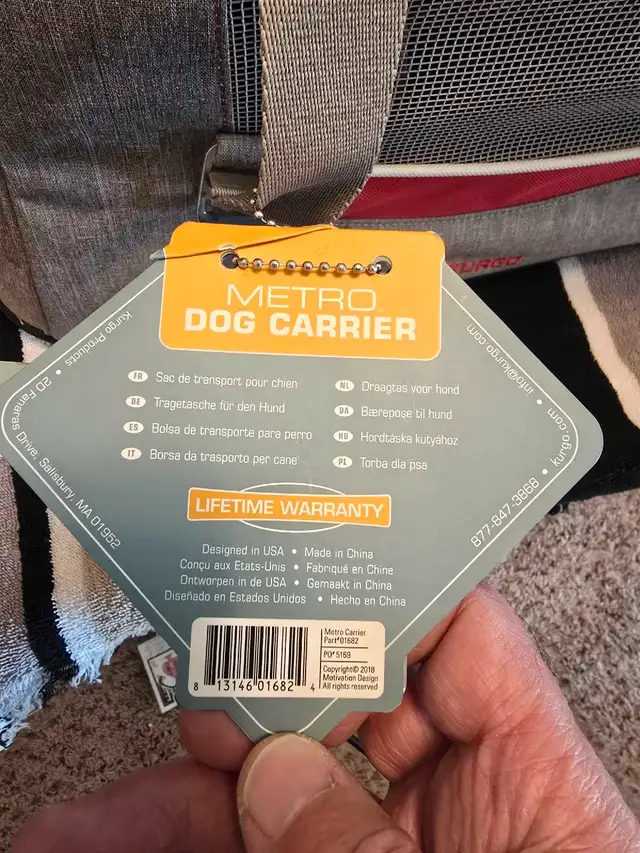 KURGO
METRO
DOG CARRIER
FR Sac de transport pour chien
DE Tragetasche für den Hund
ES Bolsa de transporte para perro
IT Borsa da trasporto per cane
NL Draagtas voor hond
DA Bærepose til hund
HU Hordtáska kutyához
PL Torba dla psa
LIFETIME WARRANTY
Designed in USA • Made in China
Conçu aux Etats-Unis • Fabriqué en Chine
Ontworpen in de USA • Gemaakt in China
Diseñado en Estados Unidos • Hecho en China
Kurgo Products • 2D Fanaras Drive, Salisbury, MA 01952
877-847-3868 • kurgo.com • info@kurgo.com
Metro Carrier
Part#01682
PO#5169
Copyright© 2018
Motivation Design
All rights reserved
8 13146 01682 4